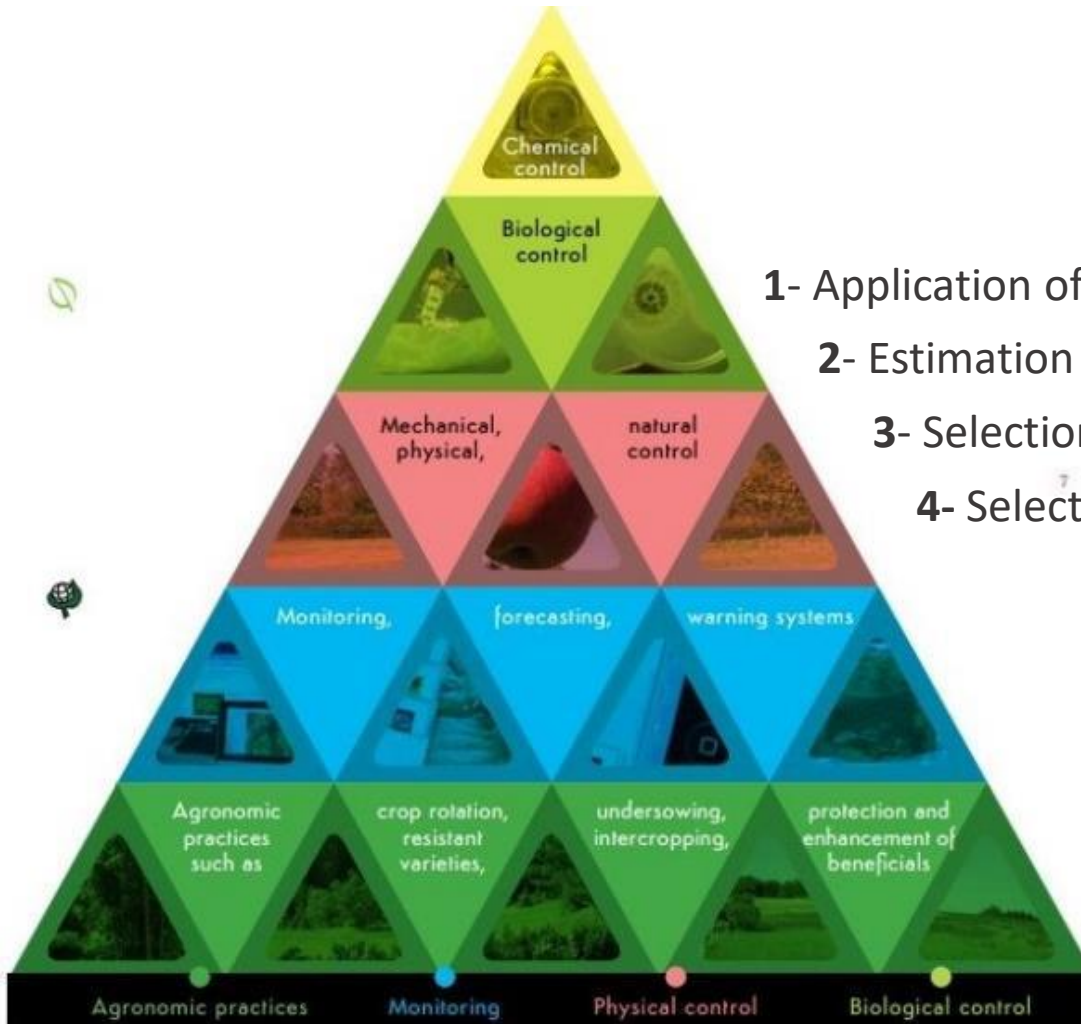 Chemical
control
Biological
control
1- Application of
2- Estimation
3- Selection
4- Select
7
Mechanical,
physical,
natural
control
Monitoring,
forecasting,
warning systems
Agronomic
practices
such as
crop rotation,
resistant
varieties,
undersowing,
intercropping,
protection and
enhancement of
beneficials
Agronomic practices
Monitoring
Physical control
Biological control